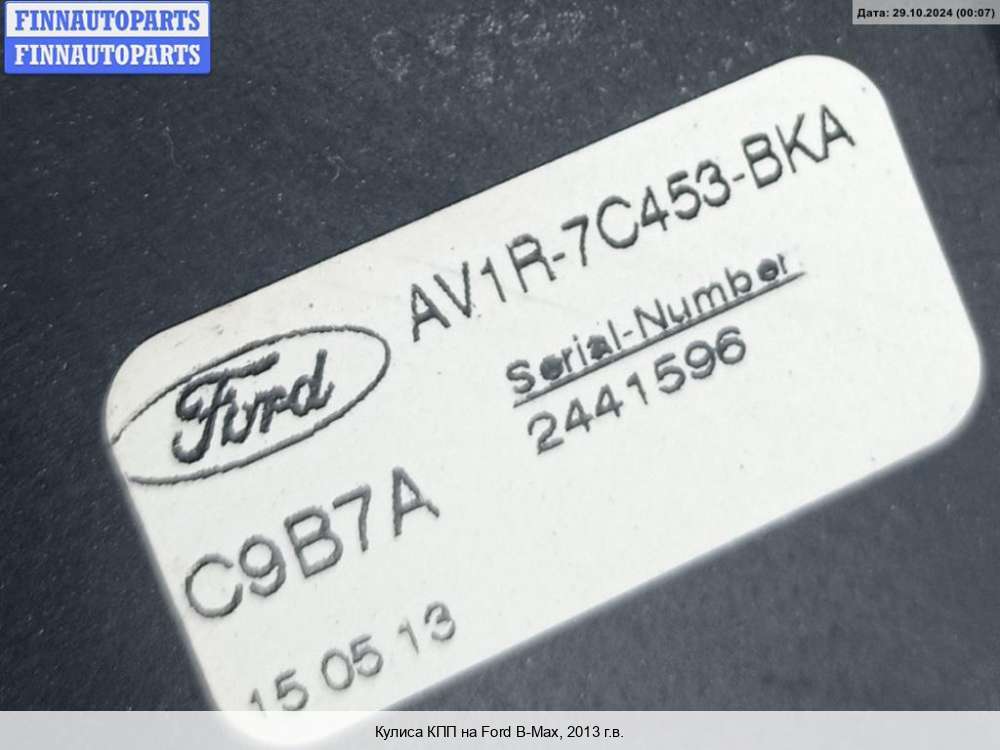 FINNAUTOPARTS
FINNAUTOPARTS
Дата: 29.10.2024 (00:07)
AV1R-7C453-BKA
Ford
Serial-Number
2441596
C9B7A
15 05 13
Кулиса КПП на Ford B-Max, 2013 г.в.